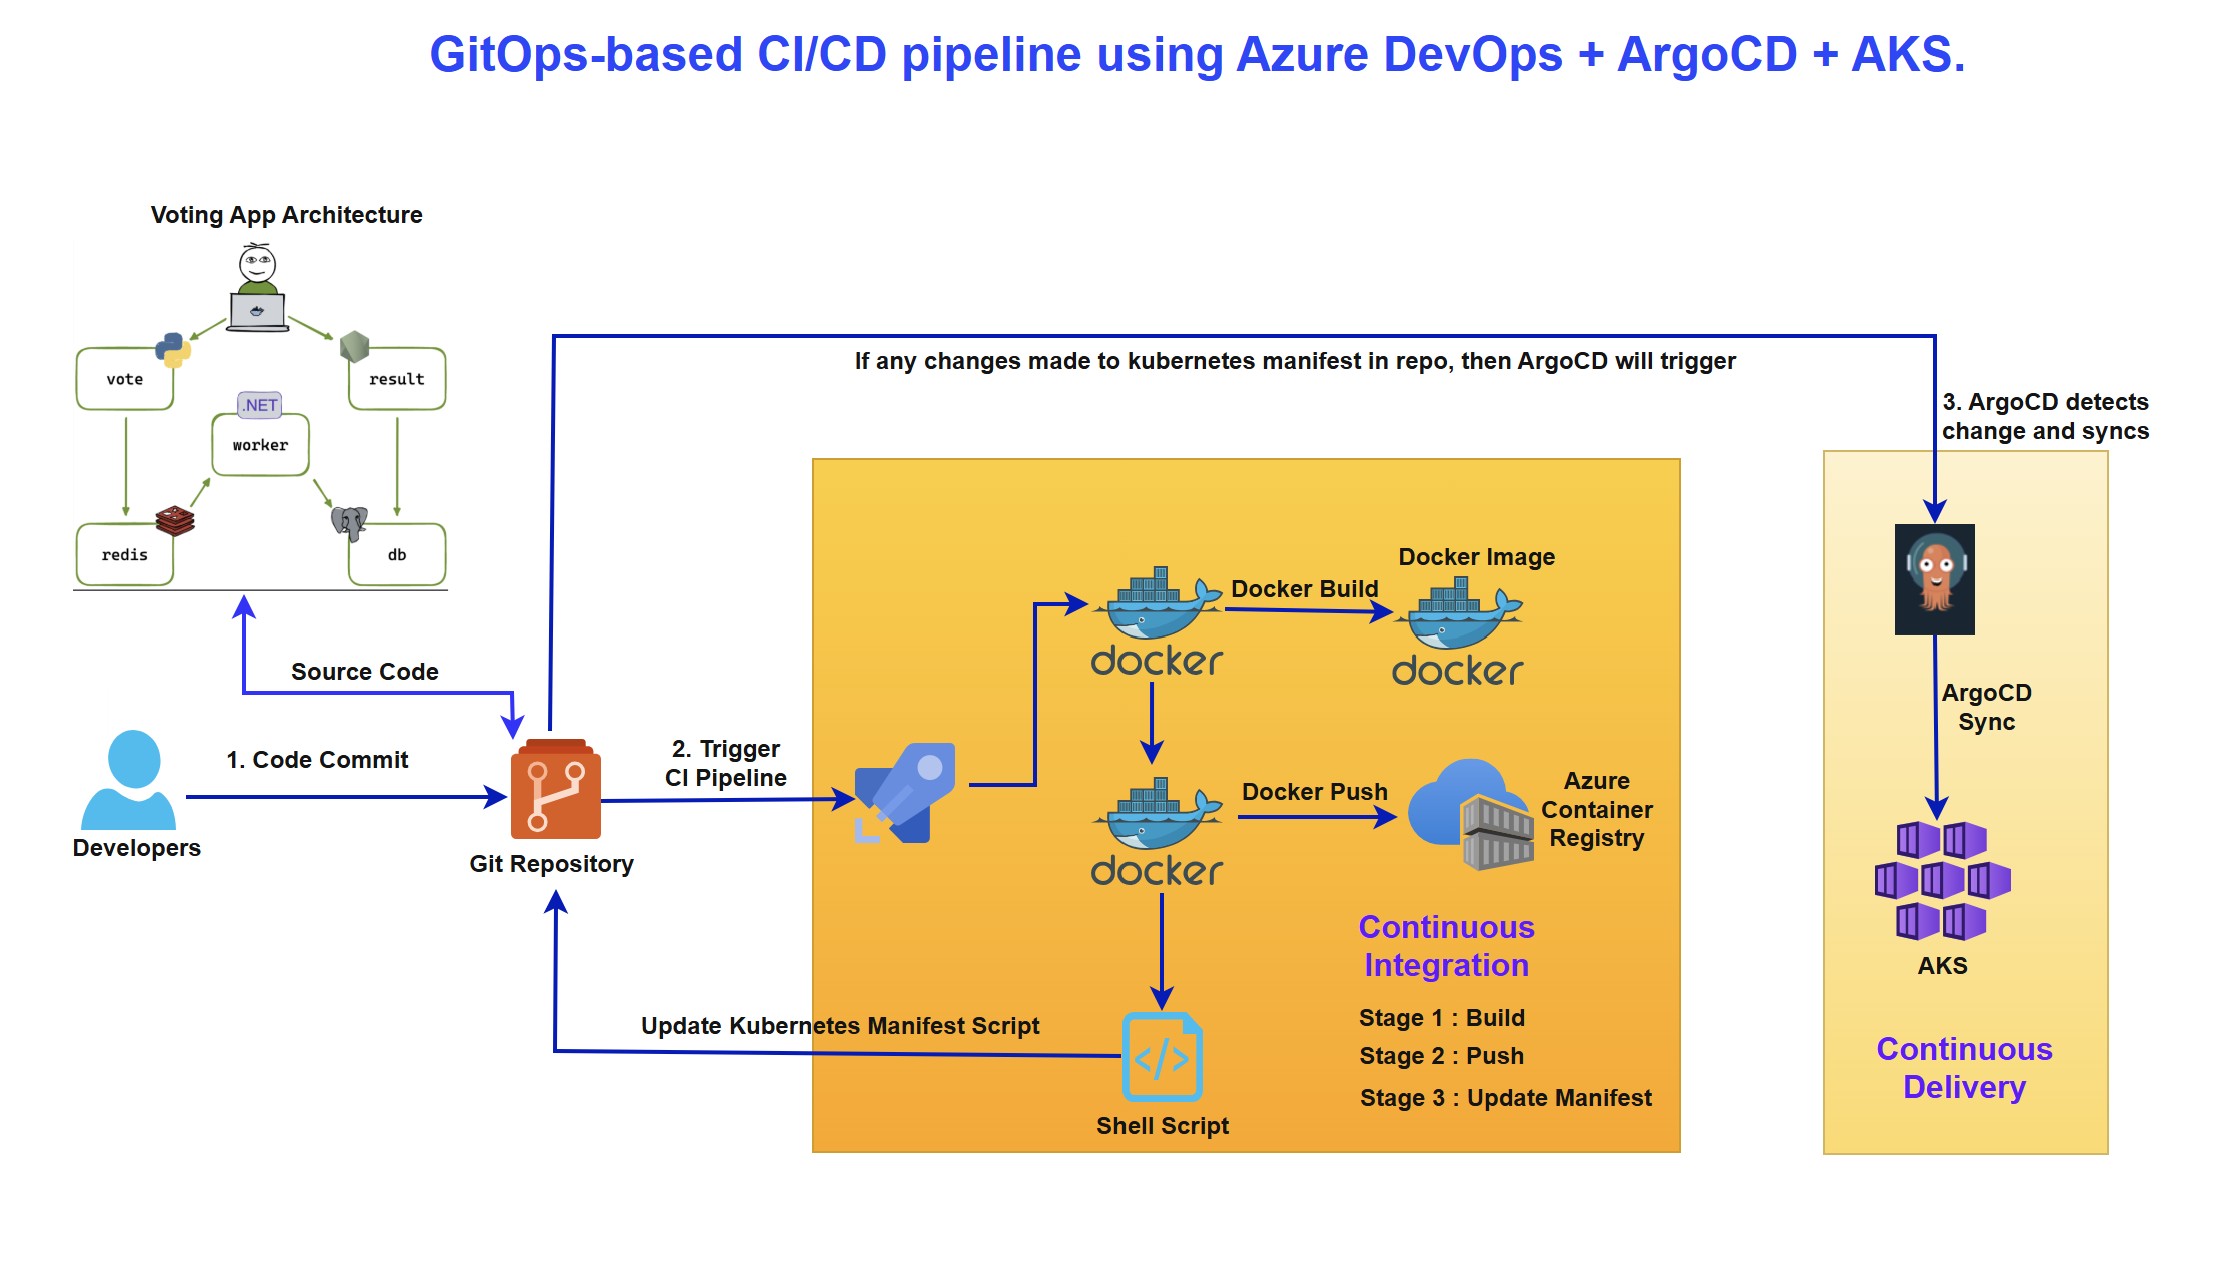 GitOps-based CI/CD pipeline using Azure DevOps + ArgoCD + AKS.
Voting App Architecture
vote
result
.NET
worker
redis
db
If any changes made to kubernetes manifest in repo, then ArgoCD will trigger
3. ArgoCD detects
change and syncs
Source Code
1. Code Commit
Developers
Git Repository
2. Trigger
CI Pipeline
docker
Docker Build
Docker Image
docker
docker
Docker Push
Azure
Container
Registry
Update Kubernetes Manifest Script
</>
Shell Script
Continuous
Integration
Stage 1 : Build
Stage 2 : Push
Stage 3 : Update Manifest
ArgoCD
Sync
AKS
Continuous
Delivery